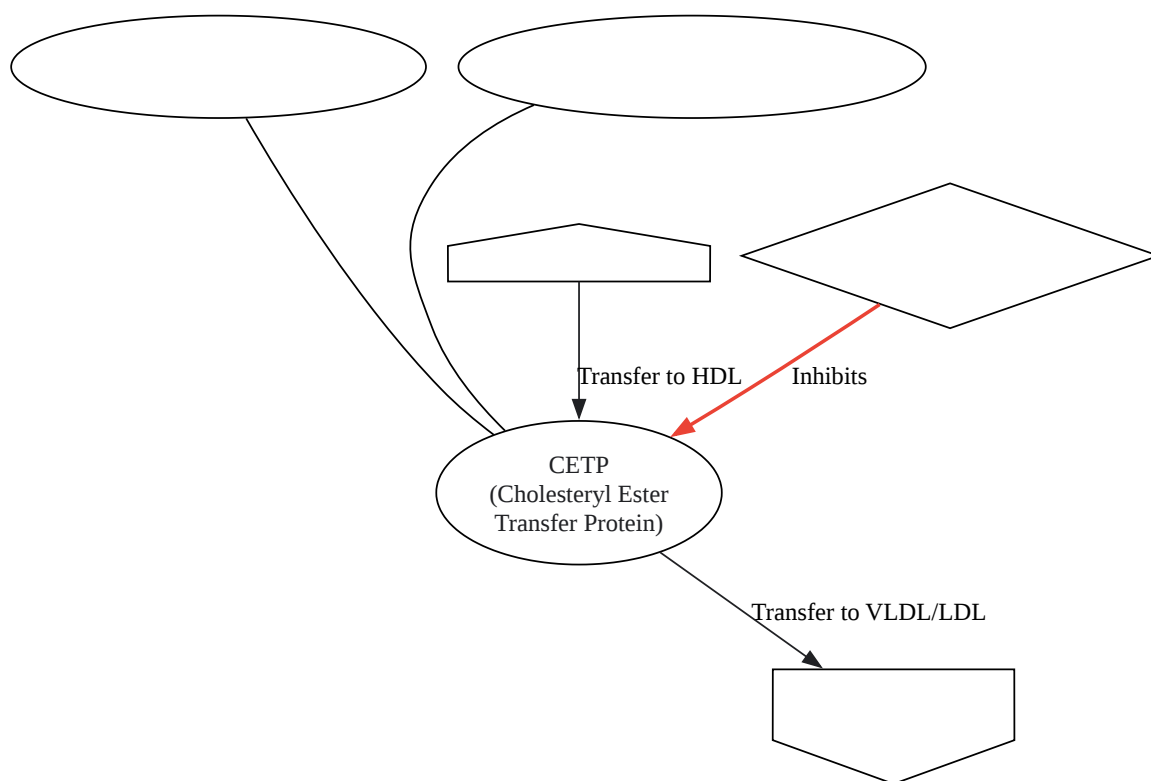 Transfer to HDL
Inhibits
CETP
(Cholesteryl Ester
Transfer Protein)
Transfer to VLDL/LDL